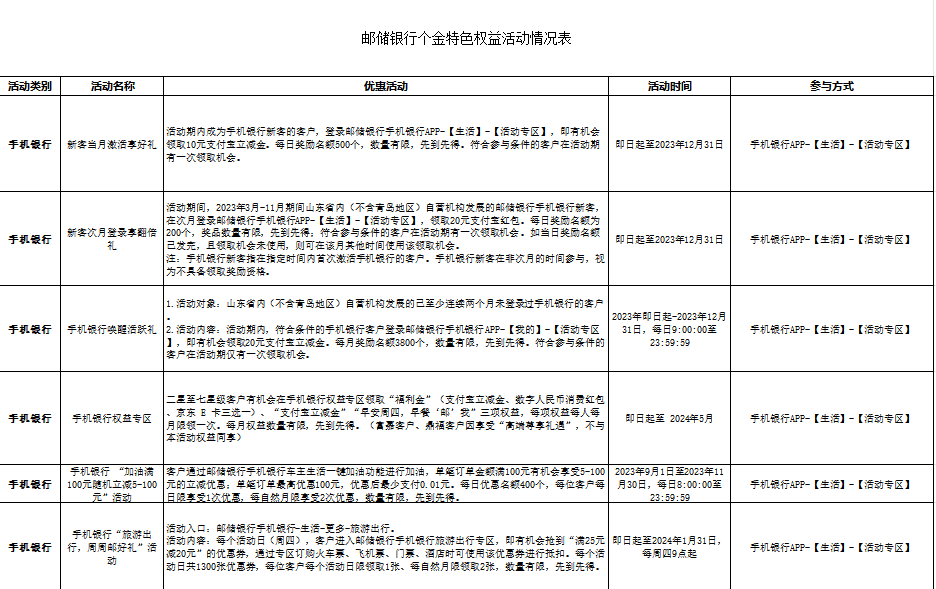 邮储银行个金特色权益活动情况表
活动类别 活动名称 优惠活动 活动时间 参与方式
手机银行
新客当月激活享好礼
活动期内成为手机银行新客的客户，登录邮储银行手机银行APP-【生活】-【活动专区】，即有机会
领取10元支付宝立减金。每日奖励名额500个，数量有限，先到先得。符合参与条件的客户在活动期
有一次领取机会。
即日起至2023年12月31日
手机银行APP-【生活】-【活动专区】
手机银行
新客次月登录享翻倍
礼
活动期间，2023年3月-11月期间山东省内（不含青岛地区）自营机构发展的邮储银行手机银行新客，
在次月登录邮储银行手机银行APP-【生活】-【活动专区】，领取20元支付宝红包。每日奖励名额为
200个，奖品数量有限，先到先得；符合参与条件的客户在活动期有一次领取机会。如当日奖励名额
已发完，且领取机会未使用，则可在该月其他时间使用该领取机会。
注：手机银行新客指在指定时间内首次激活手机银行的客户。手机银行新客在非次月的时间参与，视
为不具备领取奖励资格。
即日起至2023年12月31日
手机银行APP-【生活】-【活动专区】
手机银行
手机银行唤醒活跃礼
1.活动对象：山东省内（不含青岛地区）自营机构发展的已至少连续两个月未登录过手机银行的客户
。
2.活动内容：活动期内，符合条件的手机银行客户登录邮储银行手机银行APP-【我的】-【活动专区
】，即有机会领取20元支付宝立减金。每月奖励名额3800个，数量有限，先到先得。符合参与条件的
客户在活动期仅有一次领取机会。
2023年即日起-2023年12月
31日，每日9:00:00至
23:59:59
手机银行APP-【生活】-【活动专区】
手机银行
手机银行权益专区
二星至七星级客户有机会在手机银行权益专区领取“福利金”（支付宝立减金、数字人民币消费红包
、京东 E 卡三选一）、“支付宝立减金”“早安周四，早餐‘邮’我”三项权益，每项权益每人每
月限领一次。每月权益数量有限，先到先得。（富嘉客户、鼎福客户因享受“高端尊享礼遇”，不与
本活动权益同享）
即日起至 2024年5月
手机银行APP-【生活】-【活动专区】
手机银行
手机银行 “加油满
100元随机立减5-100
元”活动
客户通过邮储银行手机银行车主生活一键加油功能进行加油，单笔订单金额满100元有机会享受5-100
元的立减优惠；单笔订单最高优惠100元，优惠后最少支付0.01元。每日优惠名额400个，每位客户每
日限享受1次优惠，每自然月限享受2次优惠，数量有限，先到先得。
2023年9月1日至2023年11
月30日，每日8:00:00至
23:59:59
手机银行APP-【生活】-【活动专区】
手机银行
手机银行“旅游出
行，周周邮好礼”活
动
活动入口：邮储银行手机银行-生活-更多-旅游出行。
活动内容：每个活动日（周四），客户进入邮储银行手机银行旅游出行专区，即有机会抢到“满25元
减20元”的优惠券，通过专区订购火车票、飞机票、门票、酒店时可使用该优惠券进行抵扣。每个活
动日共1300张优惠券，每位客户每个活动日限领取1张、每自然月限领取2张，数量有限，先到先得。
即日起至2024年1月31日，
每周四9点起
手机银行APP-【生活】-【活动专区】